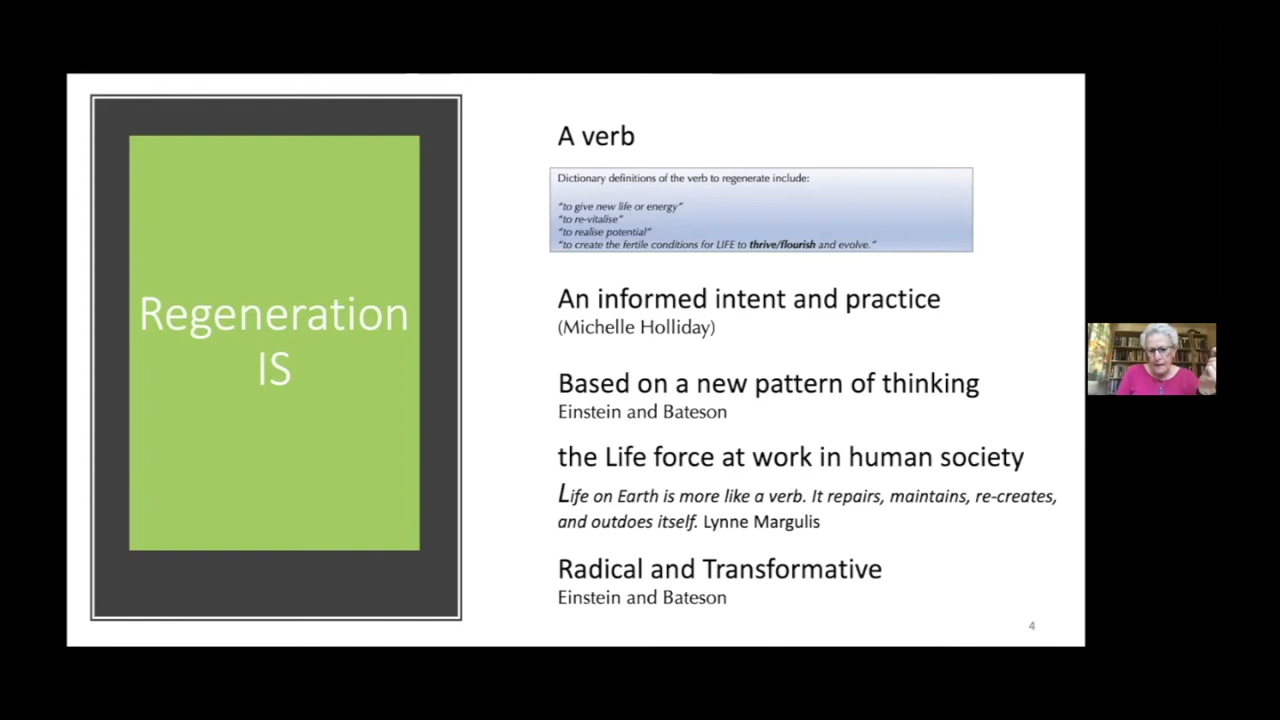 Regeneration
IS
A verb
Dictionary definitions of the verb to regenerate include:
“to give new life or energy”
“to re-vitalise”
“to realise potential”
“to create the fertile conditions for LIFE to thrive/flourish and evolve.”
An informed intent and practice
(Michelle Holliday)
Based on a new pattern of thinking
Einstein and Bateson
the Life force at work in human society
Life on Earth is more like a verb. It repairs, maintains, re-creates,
and outdoes itself. Lynne Margulis
Radical and Transformative
Einstein and Bateson
4